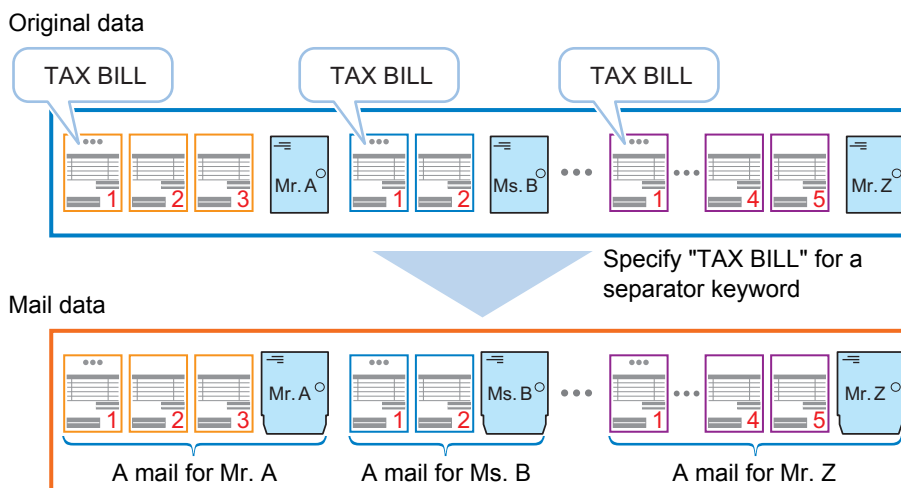 Original data
TAX BILL TAX BILL TAX BILL
1 2 3 Mr. A 1 2 Ms. B 1 4 5 Mr. Z
Specify "TAX BILL" for a
separator keyword
Mail data
1 2 3 Mr. A 1 2 Ms. B 1 4 5 Mr. Z
A mail for Mr. A A mail for Ms. B A mail for Mr. Z